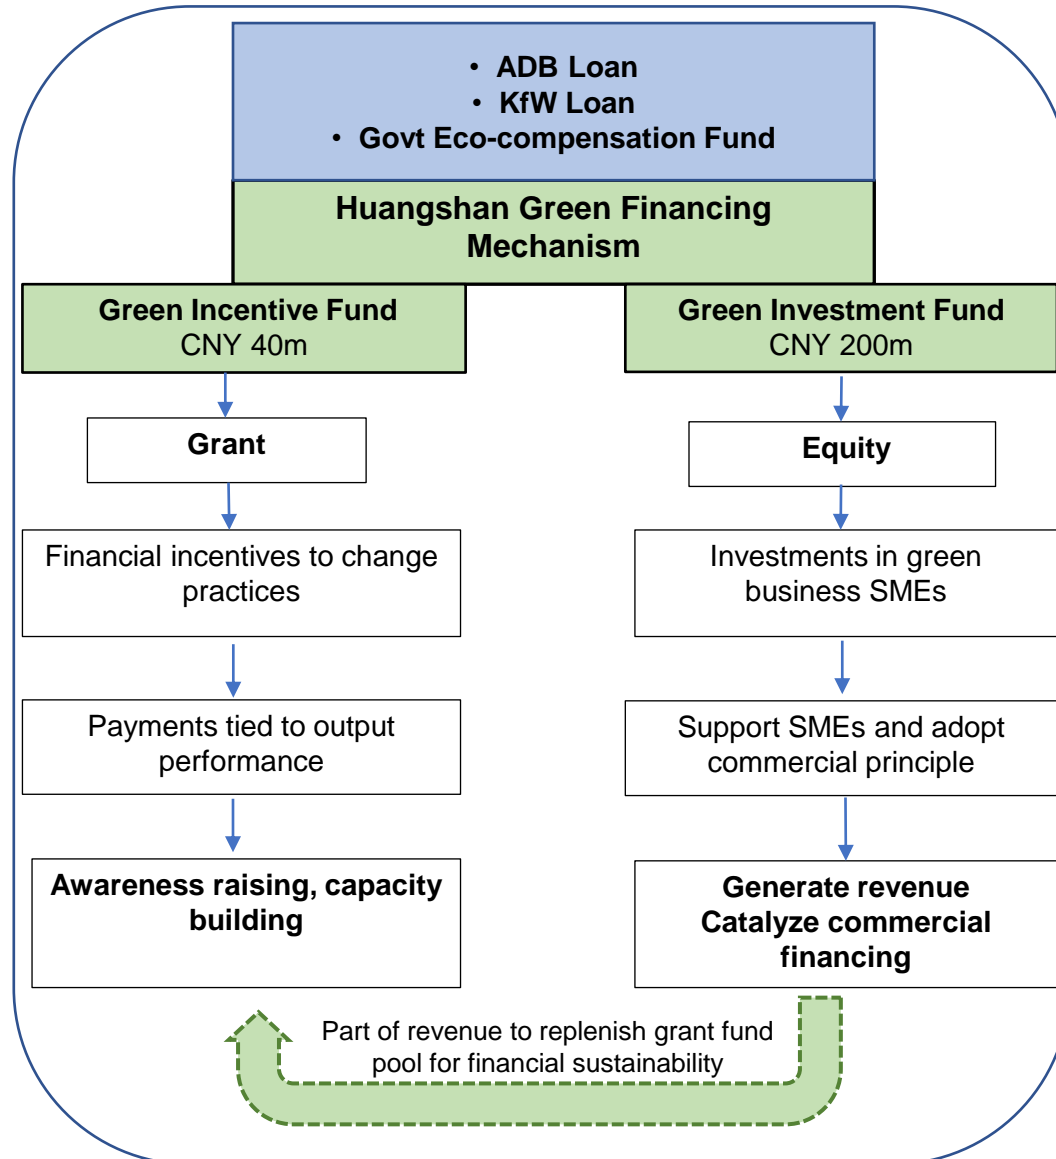 • ADB Loan
• KfW Loan
• Govt Eco-compensation Fund
Huangshan Green Financing
Mechanism
Green Incentive Fund
CNY 40m
Green Investment Fund
CNY 200m
Grant
Equity
Financial incentives to change
practices
Investments in green
business SMEs
Payments tied to output
performance
Support SMEs and adopt
commercial principle
Awareness raising, capacity
building
Generate revenue
Catalyze commercial
financing
Part of revenue to replenish grant fund
pool for financial sustainability